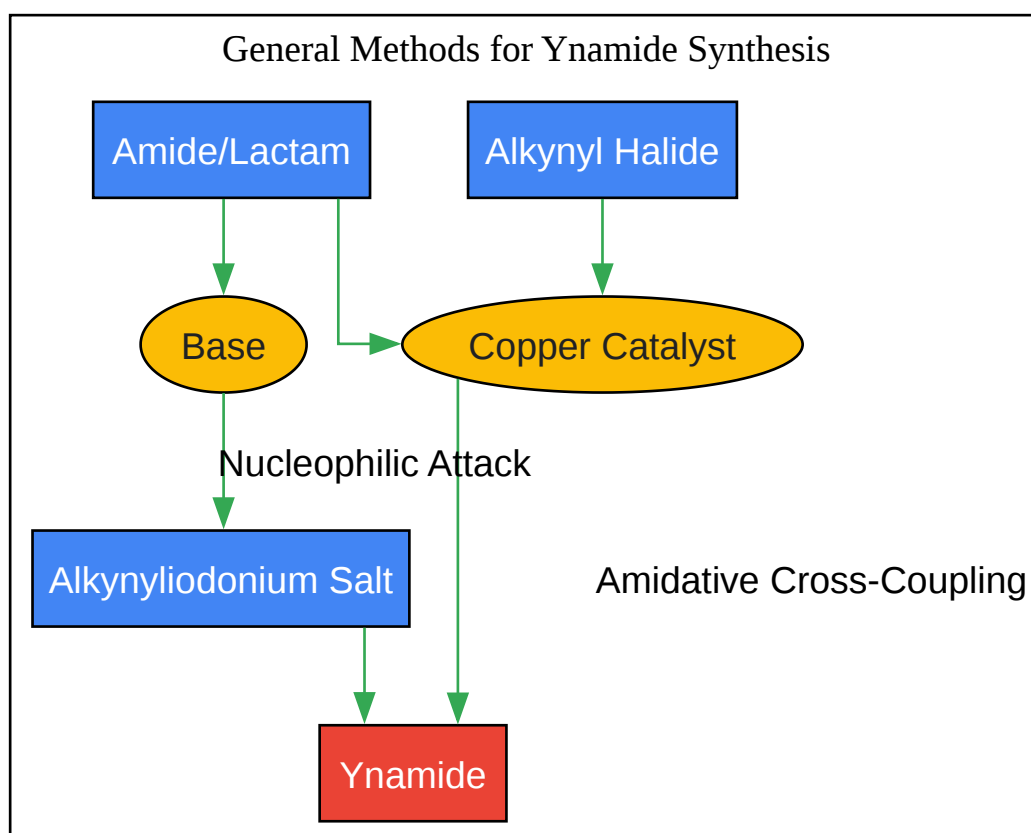 General Methods for Ynamide Synthesis
Amide/Lactam
Alkynyl Halide
Base
Copper Catalyst
Nucleophilic Attack
Alkynyliodonium Salt
Amidative Cross-Coupling
Ynamide